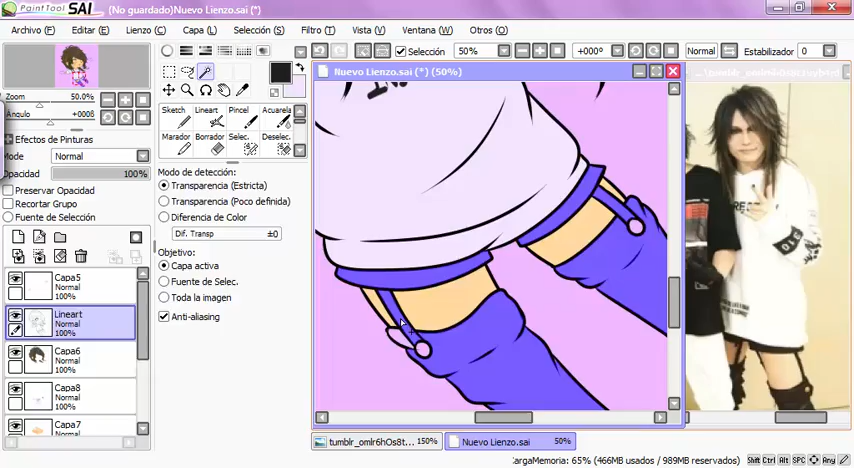 PaintTool SAI (No guardado)Nuevo Lienzo.sai (*)
Archivo (F) Editar (E) Lienzo (C) Capa (L) Selección (S) Filtro (T) Vista (V) Ventana (W) Otros (O)
Selección 50% +000° Normal Estabilizador 0
Nuevo Lienzo.sai (*) (50%)
Zoom 50.0%
Angulo +000ß
Efectos de Pinturas
Modo Normal
Opacidad 100%
Preservar Opacidad
Recortar Grupo
Fuente de Selección
Capa5
Normal
100%
Lineart
Normal
100%
Capa6
Normal
100%
Capa8
Normal
100%
Capa7
Normal
Sketch Lineart Pincel Acuarela
Marador Borrador Selec. Deselec.
Modo de detección:
Transparencia (Estricta)
Transparencia (Poco definida)
Diferencia de Color
Dif. Transp ±0
Objetivo:
Capa activa
Fuente de Selec.
Toda la imagen
Anti-aliasing
tumblr_omlr6hOs8t... 150% Nuevo Lienzo.sai 50%
:argaMemoria: 65% (466MB usados / 989MB reservados) Shift Ctrl Alt SPC Any